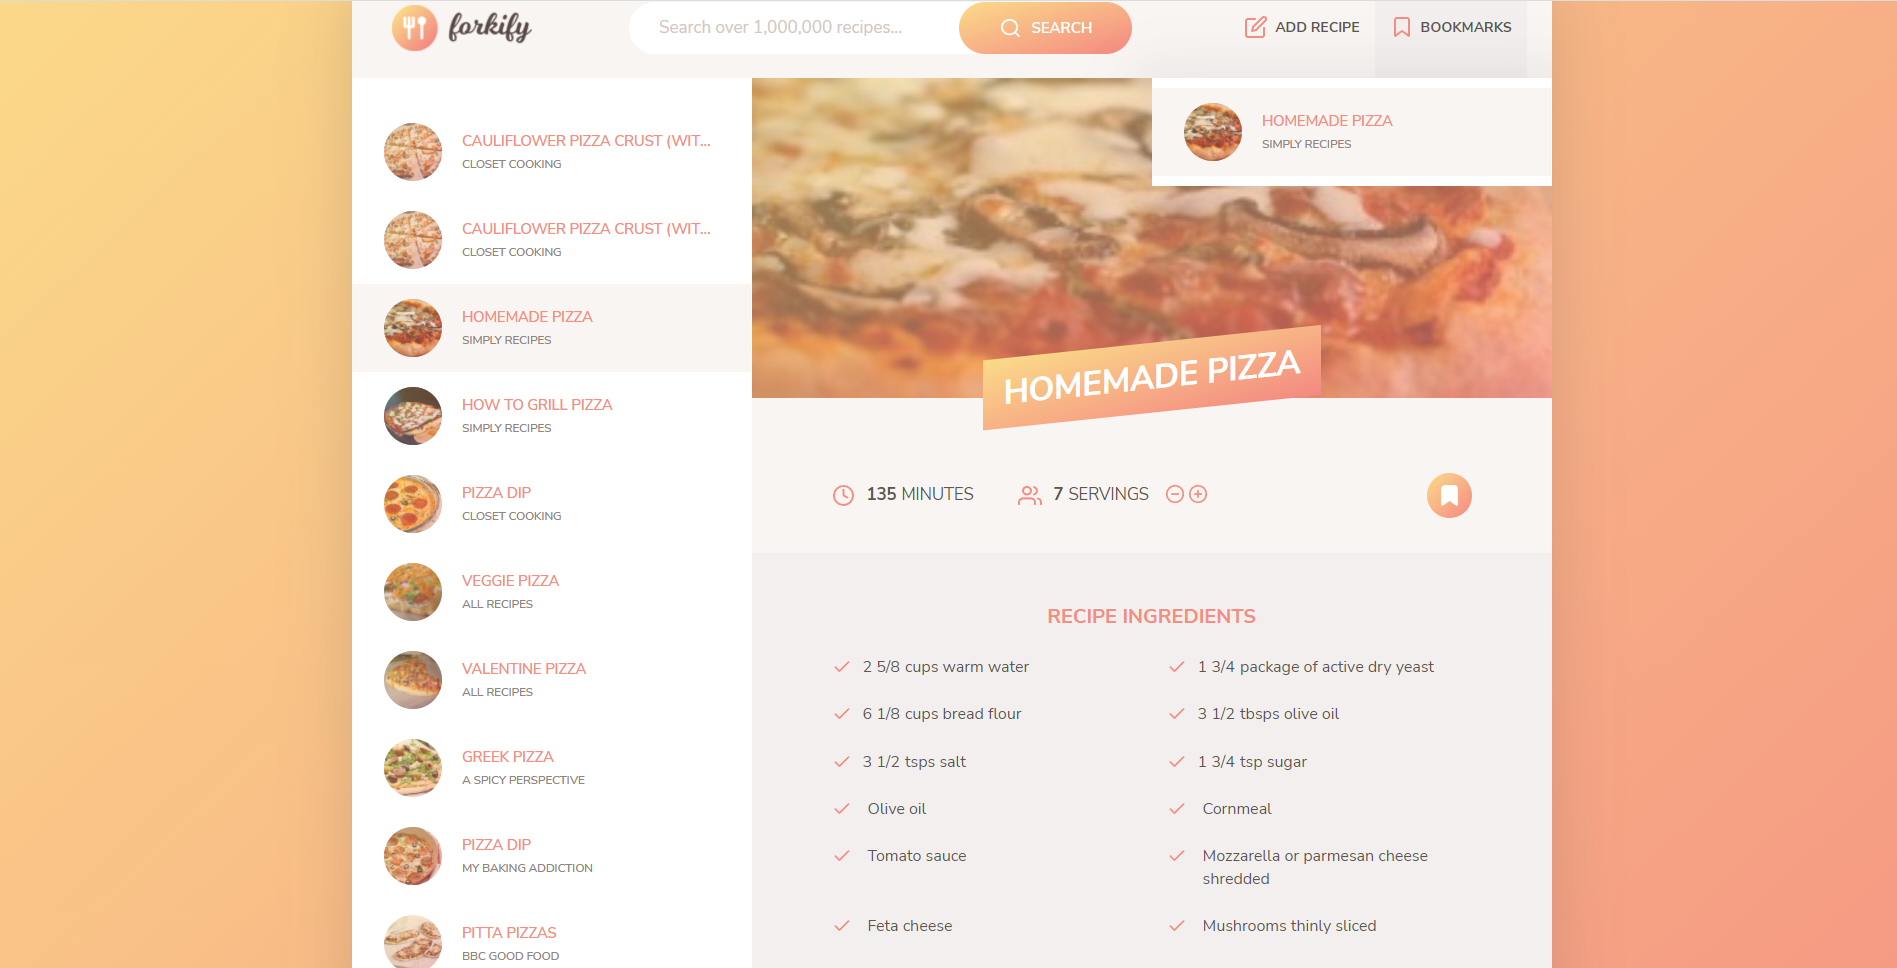 forkify
Search over 1,000,000 recipes...
SEARCH
ADD RECIPE
BOOKMARKS
CAULIFLOWER PIZZA CRUST (WIT...
CLOSET COOKING
CAULIFLOWER PIZZA CRUST (WIT...
CLOSET COOKING
HOMEMADE PIZZA
SIMPLY RECIPES
HOW TO GRILL PIZZA
SIMPLY RECIPES
PIZZA DIP
CLOSET COOKING
VEGGIE PIZZA
ALL RECIPES
VALENTINE PIZZA
ALL RECIPES
GREEK PIZZA
A SPICY PERSPECTIVE
PIZZA DIP
MY BAKING ADDICTION
PITTA PIZZAS
BBC GOOD FOOD
HOMEMADE PIZZA
SIMPLY RECIPES
HOMEMADE PIZZA
135 MINUTES
7 SERVINGS
RECIPE INGREDIENTS
2 5/8 cups warm water
1 3/4 package of active dry yeast
6 1/8 cups bread flour
3 1/2 tbsps olive oil
3 1/2 tsps salt
1 3/4 tsp sugar
Olive oil
Cornmeal
Tomato sauce
Mozzarella or parmesan cheese
shredded
Feta cheese
Mushrooms thinly sliced